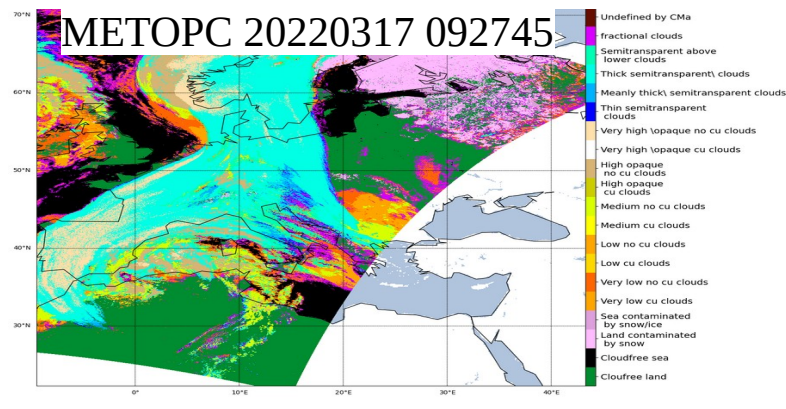 METOPC 20220317 092745
70°N
60°N
50°N
40°N
30°N
0°E
10°E
20°E
30°E
40°E
Undefined by CMa
fractional clouds
Semitransparent above
lower clouds
Thick semitransparent\ clouds
Meanly thick\ semitransparent clouds
Thin semitransparent
clouds
Very high \opaque no cu clouds
Very high \opaque cu clouds
High opaque
no cu clouds
High opaque
cu clouds
Medium no cu clouds
Medium cu clouds
Low no cu clouds
Low cu clouds
Very low no cu clouds
Very low cu clouds
Sea contaminated
by snow/ice
Land contaminated
by snow
Cloudfree sea
Cloufree land